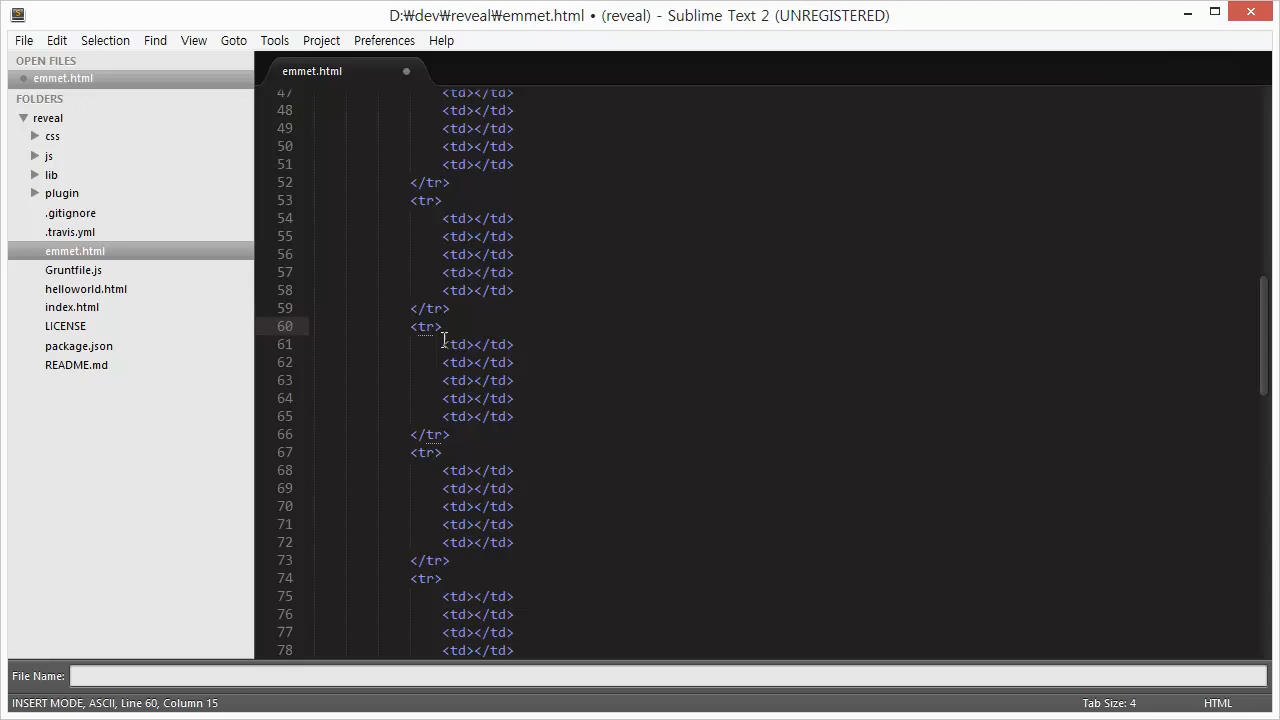 D:₩dev₩reveal₩emmet.html • (reveal) - Sublime Text 2 (UNREGISTERED)
File Edit Selection Find View Goto Tools Project Preferences Help
OPEN FILES
emmet.html
FOLDERS
reveal
css
js
lib
plugin
.gitignore
.travis.yml
emmet.html
Gruntfile.js
helloworld.html
index.html
LICENSE
package.json
README.md
emmet.html
47 <td></td>
48 <td></td>
49 <td></td>
50 <td></td>
51 <td></td>
52 </tr>
53 <tr>
54 <td></td>
55 <td></td>
56 <td></td>
57 <td></td>
58 <td></td>
59 </tr>
60 <tr>
61 <td></td>
62 <td></td>
63 <td></td>
64 <td></td>
65 <td></td>
66 </tr>
67 <tr>
68 <td></td>
69 <td></td>
70 <td></td>
71 <td></td>
72 <td></td>
73 </tr>
74 <tr>
75 <td></td>
76 <td></td>
77 <td></td>
78 <td></td>
File Name:
INSERT MODE, ASCII, Line 60, Column 15 Tab Size: 4 HTML